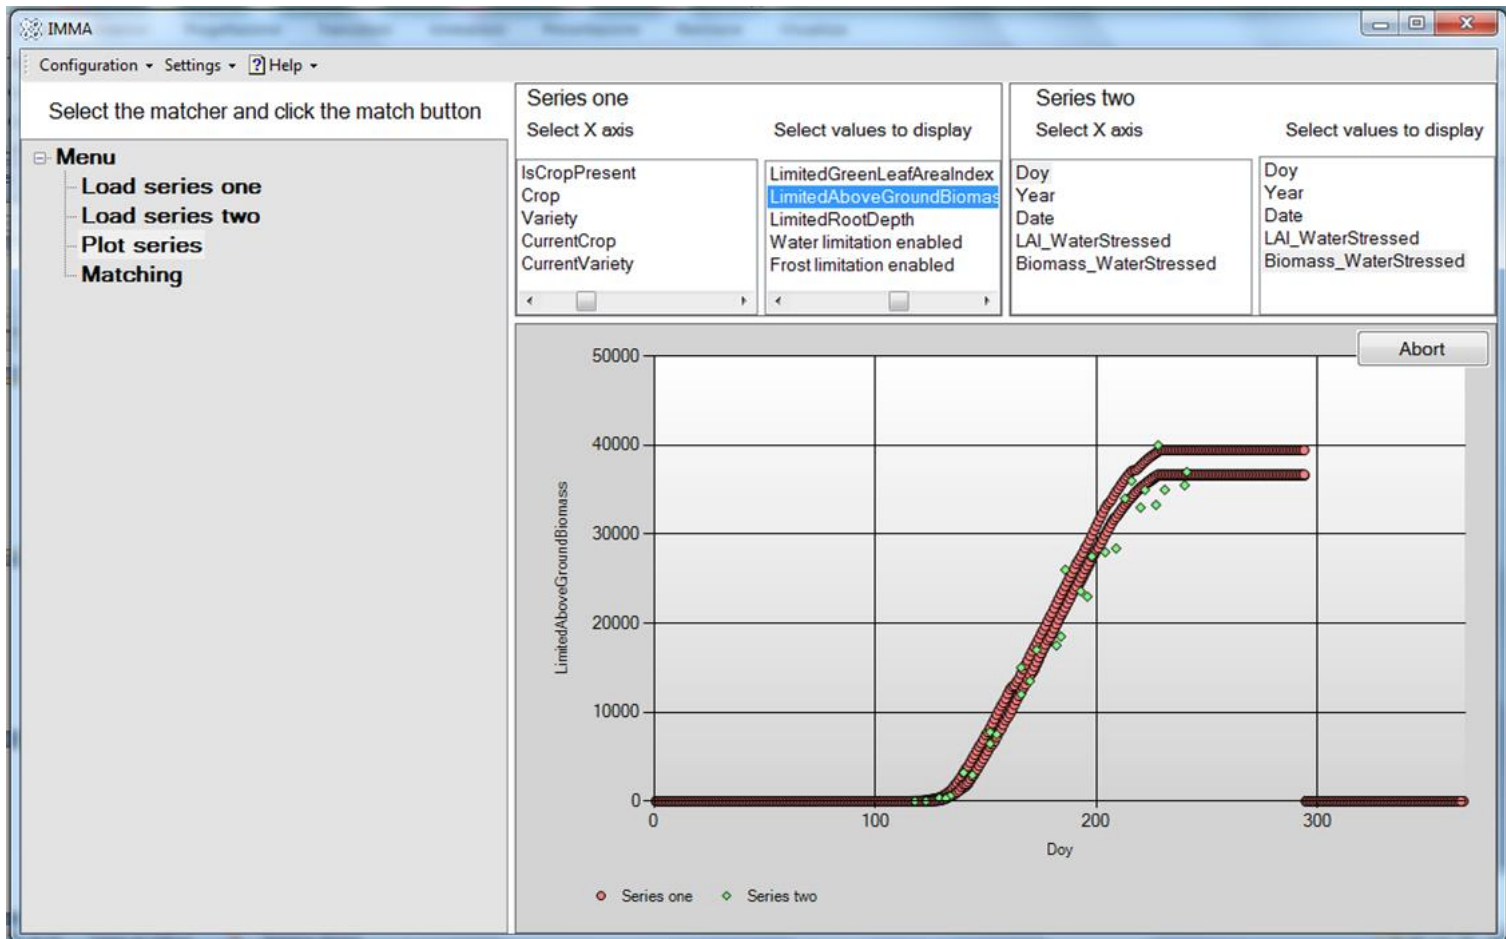 IMMA
Configuration Settings Help
Select the matcher and click the match button
Menu
Load series one
Load series two
Plot series
Matching
Series one
Select X axis
IsCropPresent
Crop
Variety
CurrentCrop
CurrentVariety
Select values to display
LimitedGreenLeafAreaIndex
LimitedAboveGroundBiomas
LimitedRootDepth
Water limitation enabled
Frost limitation enabled
Series two
Select X axis
Doy
Year
Date
LAI_WaterStressed
Biomass_WaterStressed
Select values to display
Doy
Year
Date
LAI_WaterStressed
Biomass_WaterStressed
Abort
50000
40000
30000
20000
10000
0
LimitedAboveGroundBiomass
0 100 200 300
Doy
Series one Series two